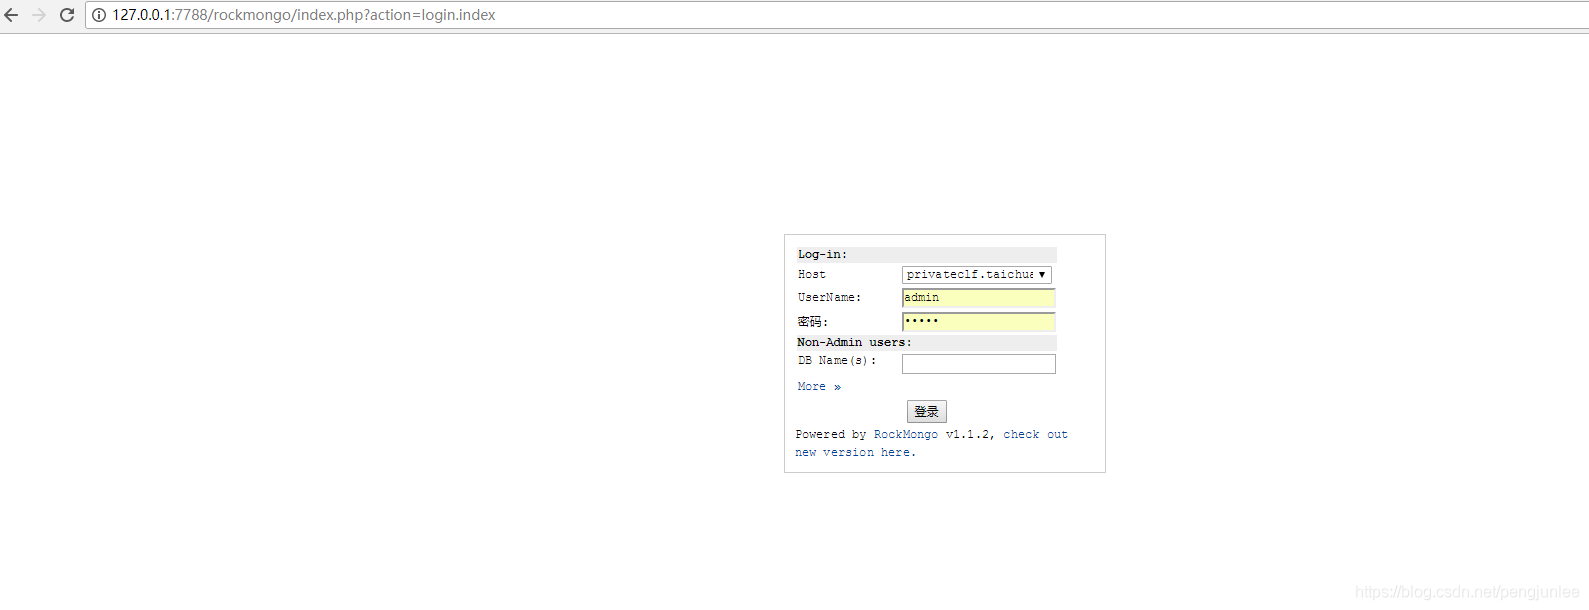 127.0.0.1:7788/rockmongo/index.php?action=login.index
Log-in:
Host privateclf.taichua
UserName: admin
密码: •••••
Non-Admin users:
DB Name(s):
More »
登录
Powered by RockMongo v1.1.2, check out
new version here.
https://blog.csdn.net/pengjunlee